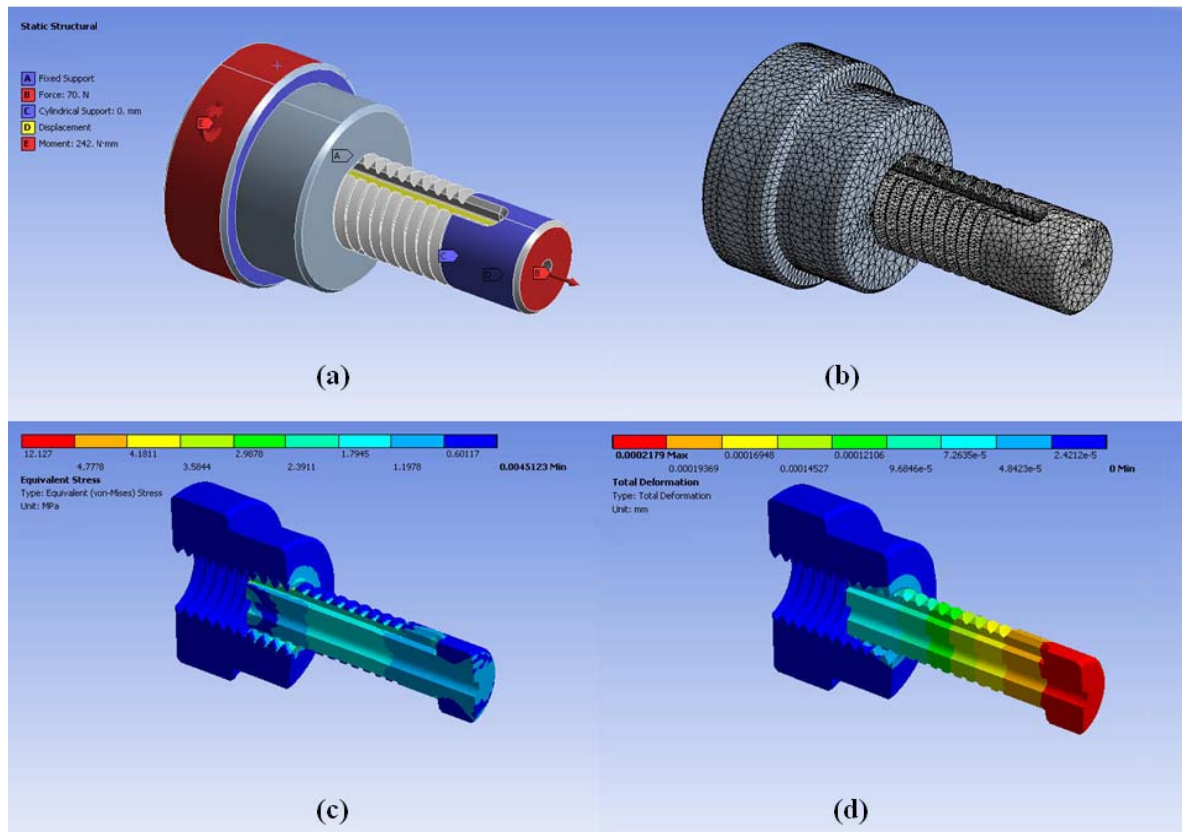 Static Structural
A Fixed Support
B Force: 70. N
C Cylindrical Support: 0. mm
D Displacement
E Moment: 242. N·mm
E
A
C
D
B
(a)
(b)
12.127 4.1811 2.9878 1.7945 0.60117
4.7778 3.5844 2.3911 1.1978 0.0045123 Min
Equivalent Stress
Type: Equivalent (von-Mises) Stress
Unit: MPa
(c)
0.0002179 Max 0.00016948 0.00012106 7.2635e-5 2.4212e-5
0.00019369 0.00014527 9.6846e-5 4.8423e-5 0 Min
Total Deformation
Type: Total Deformation
Unit: mm
(d)